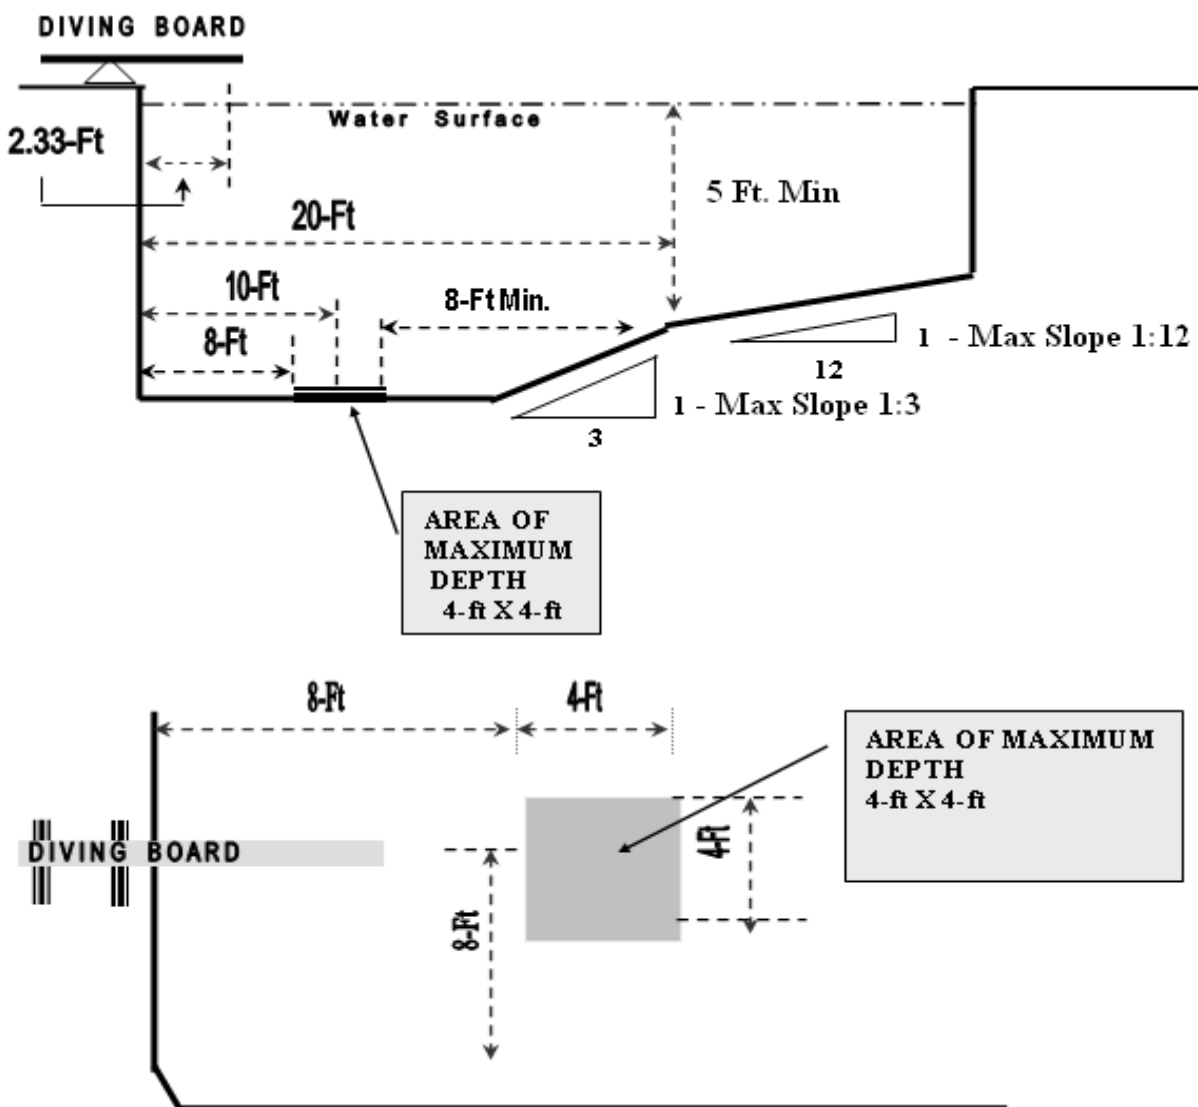 DIVING BOARD
Water Surface
2.33-Ft
5 Ft. Min
20-Ft
10-Ft
8-Ft Min.
8-Ft
1 - Max Slope 1:12
12
1 - Max Slope 1:3
3
AREA OF
MAXIMUM
DEPTH
4-ft X 4-ft
8-Ft
4-Ft
AREA OF MAXIMUM
DEPTH
4-ft X 4-ft
4-Ft
DIVING BOARD
8-Ft